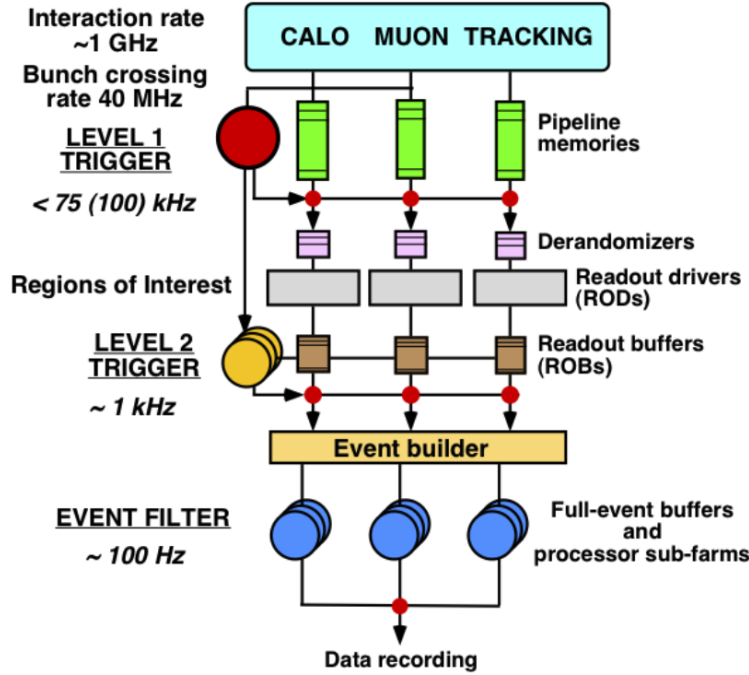 Interaction rate
~1 GHz
CALO MUON TRACKING
Bunch crossing
rate 40 MHz
LEVEL 1
TRIGGER
< 75 (100) kHz
Pipeline
memories
Derandomizers
Regions of Interest
Readout drivers
(RODs)
LEVEL 2
TRIGGER
~ 1 kHz
Readout buffers
(ROBs)
Event builder
EVENT FILTER
~ 100 Hz
Full-event buffers
and
processor sub-farms
Data recording